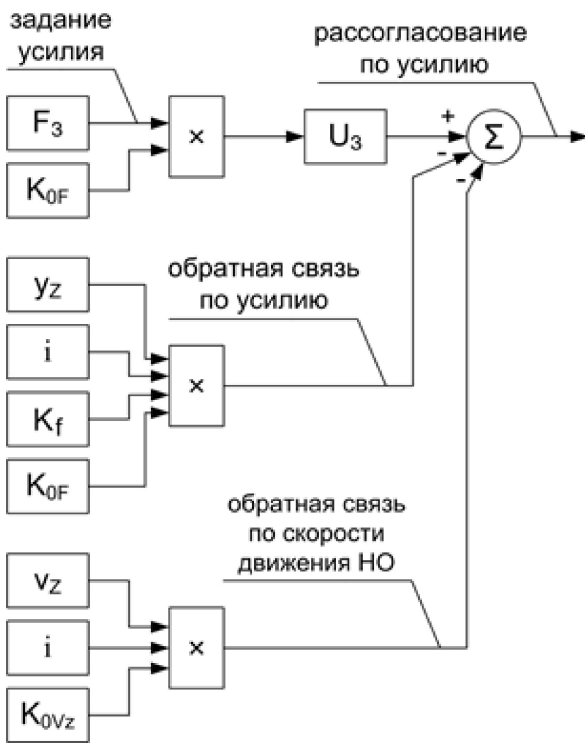 задание
усилия
рассогласование
по усилию
F3
×
U3
+
-
-
Σ
K0F
обратная связь
по усилию
yZ
i
×
Kf
K0F
обратная связь
по скорости
движения НО
vZ
i
×
K0Vz